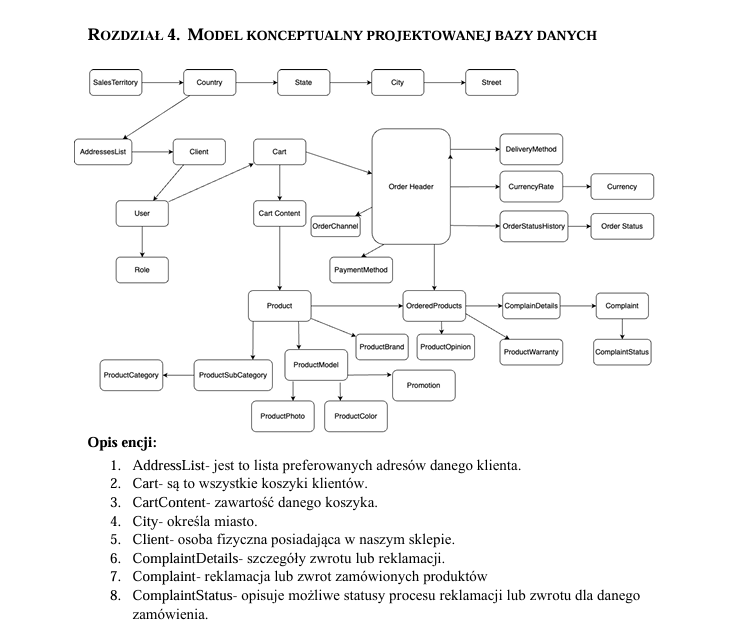 ROZDZIAŁ 4. MODEL KONCEPTUALNY PROJEKTOWANEJ BAZY DANYCH
SalesTerritory
Country
State
City
Street
AddressesList
Client
Cart
Order Header
DeliveryMethod
CurrencyRate
Currency
User
Cart Content
OrderChannel
OrderStatusHistory
Order Status
Role
PaymentMethod
Product
OrderedProducts
ComplainDetails
Complaint
ProductBrand
ProductOpinion
ProductWarranty
ComplaintStatus
ProductCategory
ProductSubCategory
ProductModel
Promotion
ProductPhoto
ProductColor
Opis encji:
1. AddressList- jest to lista preferowanych adresów danego klienta.
2. Cart- są to wszystkie koszyki klientów.
3. CartContent- zawartość danego koszyka.
4. City- określa miasto.
5. Client- osoba fizyczna posiadająca w naszym sklepie.
6. ComplaintDetails- szczegóły zwrotu lub reklamacji.
7. Complaint- reklamacja lub zwrot zamówionych produktów
8. ComplaintStatus- opisuje możliwe statusy procesu reklamacji lub zwrotu dla danego
zamówienia.